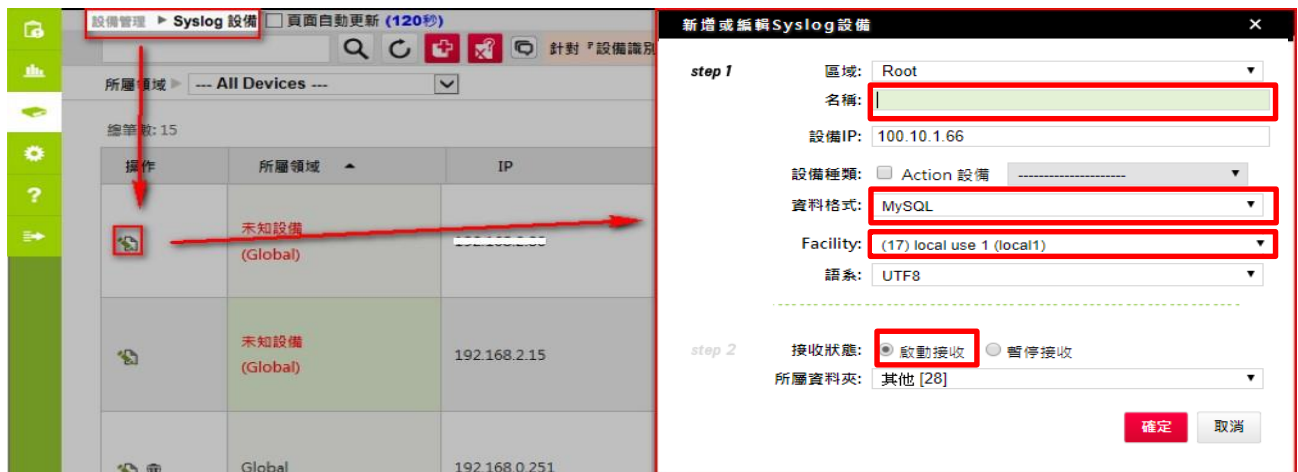 設備管理 ▶ Syslog 設備 頁面自動更新 (120秒)
針對『設備識別
所屬領域 ▶ --- All Devices ---
總筆數: 15
操作 所屬領域 IP
未知設備
(Global)
未知設備
(Global)
192.168.2.15
Global 192.168.0.251
新增或編輯Syslog設備 ×
step 1 區域: Root
名稱:
設備IP: 100.10.1.66
設備種類: Action 設備 ---------------------
資料格式: MySQL
Facility: (17) local use 1 (local1)
語系: UTF8
step 2 接收狀態: 啟動接收 暫停接收
所屬資料夾: 其他 [28]
確定 取消